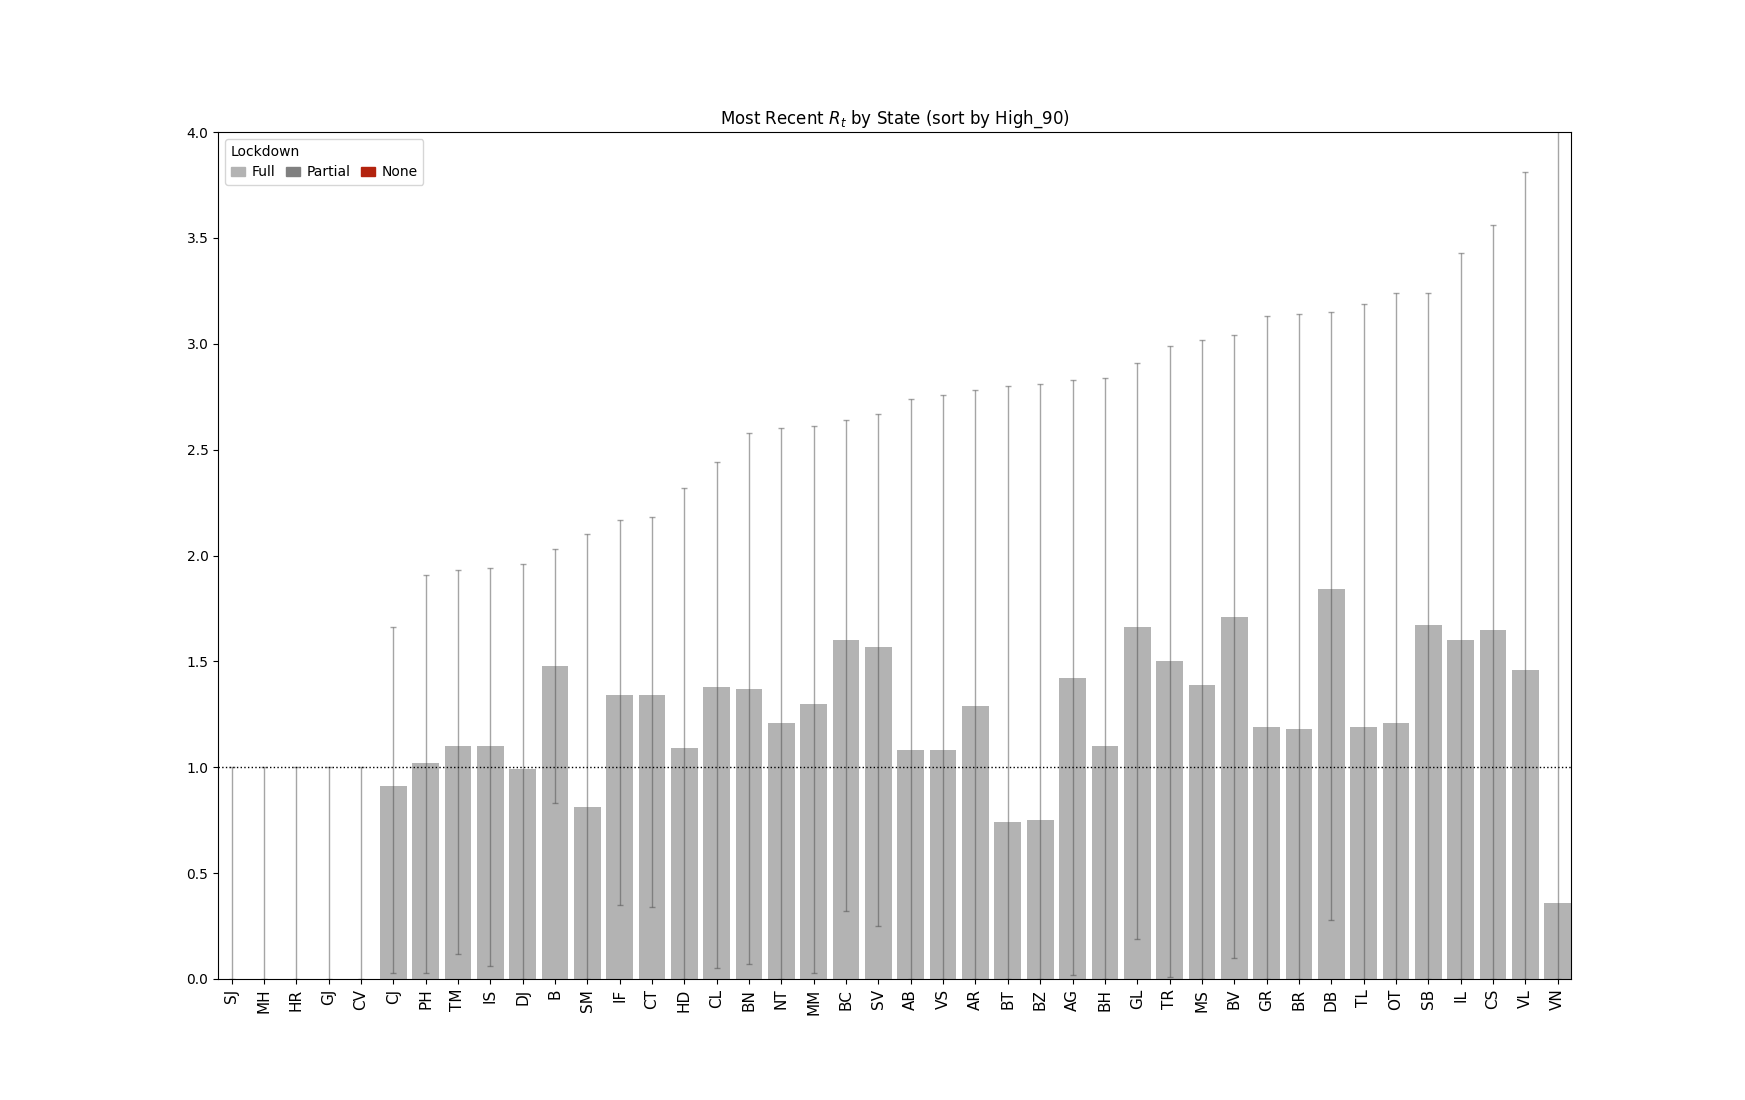 Most Recent Rt by State (sort by High_90)
Lockdown
Full Partial None
4.0
3.5
3.0
2.5
2.0
1.5
1.0
0.5
0.0
SJ MH HR GJ CV CJ PH TM IS DJ B SM IF CT HD CL BN NT MM BC SV AB VS AR BT BZ AG BH GL TR MS BV GR BR DB TL OT SB IL CS VL VN